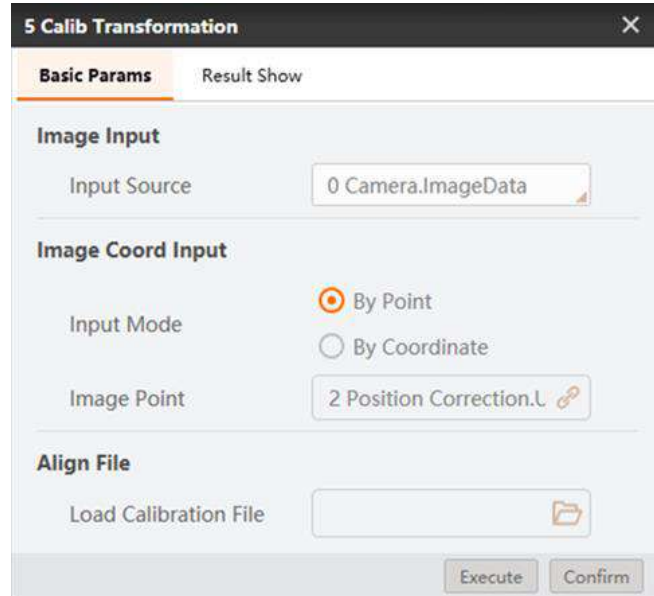 5 Calib Transformation
Basic Params Result Show
Image Input
Input Source 0 Camera.ImageData
Image Coord Input
By Point
Input Mode
By Coordinate
Image Point 2 Position Correction.U
Align File
Load Calibration File
Execute Confirm